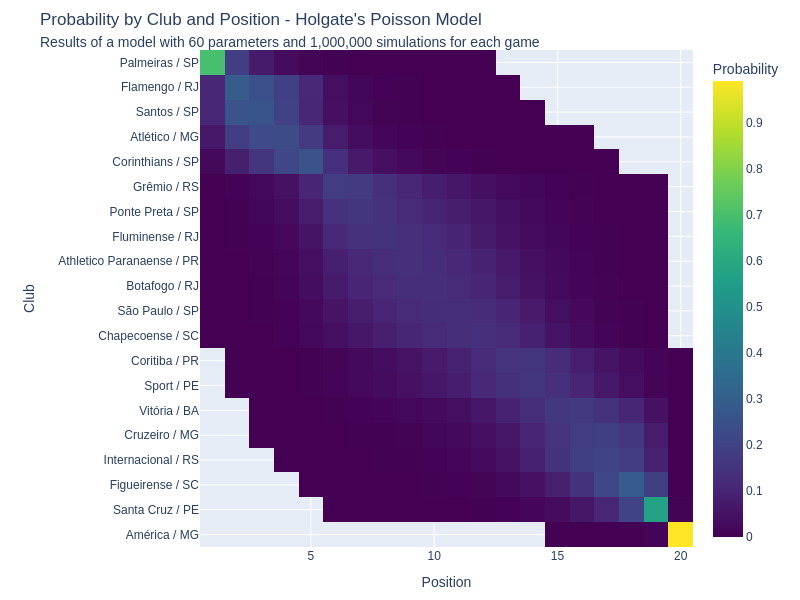 Probability by Club and Position - Holgate's Poisson Model
Results of a model with 60 parameters and 1,000,000 simulations for each game
Probability
Palmeiras / SP
Flamengo / RJ
Santos / SP
Atlético / MG
Corinthians / SP
Grêmio / RS
Ponte Preta / SP
Fluminense / RJ
Athletico Paranaense / PR
Botafogo / RJ
São Paulo / SP
Chapecoense / SC
Coritiba / PR
Sport / PE
Vitória / BA
Cruzeiro / MG
Internacional / RS
Figueirense / SC
Santa Cruz / PE
América / MG
Club
5 10 15 20
Position
0.9
0.8
0.7
0.6
0.5
0.4
0.3
0.2
0.1
0